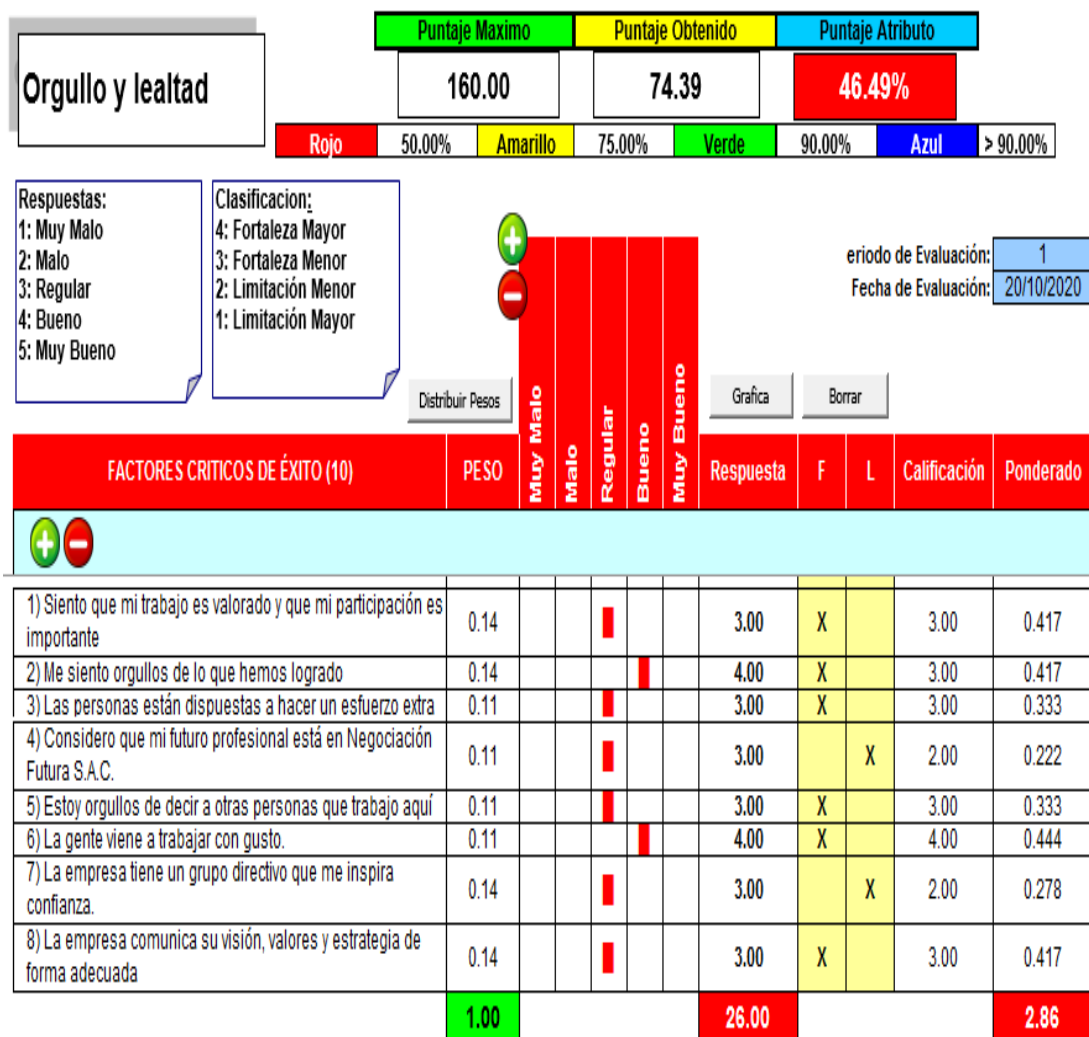 Orgullo y lealtad
Puntaje Maximo Puntaje Obtenido Puntaje Atributo
160.00 74.39 46.49%
Rojo 50.00% Amarillo 75.00% Verde 90.00% Azul > 90.00%
Respuestas:
1: Muy Malo
2: Malo
3: Regular
4: Bueno
5: Muy Bueno
Clasificacion:
4: Fortaleza Mayor
3: Fortaleza Menor
2: Limitación Menor
1: Limitación Mayor
eriodo de Evaluación: 1
Fecha de Evaluación: 20/10/2020
Distribuir Pesos
Grafica
Borrar
FACTORES CRITICOS DE ÉXITO (10) PESO Muy Malo Malo Regular Bueno Muy Bueno Respuesta F L Calificación Ponderado
1) Siento que mi trabajo es valorado y que mi participación es
importante 0.14 3.00 X 3.00 0.417
2) Me siento orgullos de lo que hemos logrado 0.14 4.00 X 3.00 0.417
3) Las personas están dispuestas a hacer un esfuerzo extra 0.11 3.00 X 3.00 0.333
4) Considero que mi futuro profesional está en Negociación
Futura S.A.C. 0.11 3.00 X 2.00 0.222
5) Estoy orgullos de decir a otras personas que trabajo aquí 0.11 3.00 X 3.00 0.333
6) La gente viene a trabajar con gusto. 0.11 4.00 X 4.00 0.444
7) La empresa tiene un grupo directivo que me inspira
confianza. 0.14 3.00 X 2.00 0.278
8) La empresa comunica su visión, valores y estrategia de
forma adecuada 0.14 3.00 X 3.00 0.417
1.00 26.00 2.86